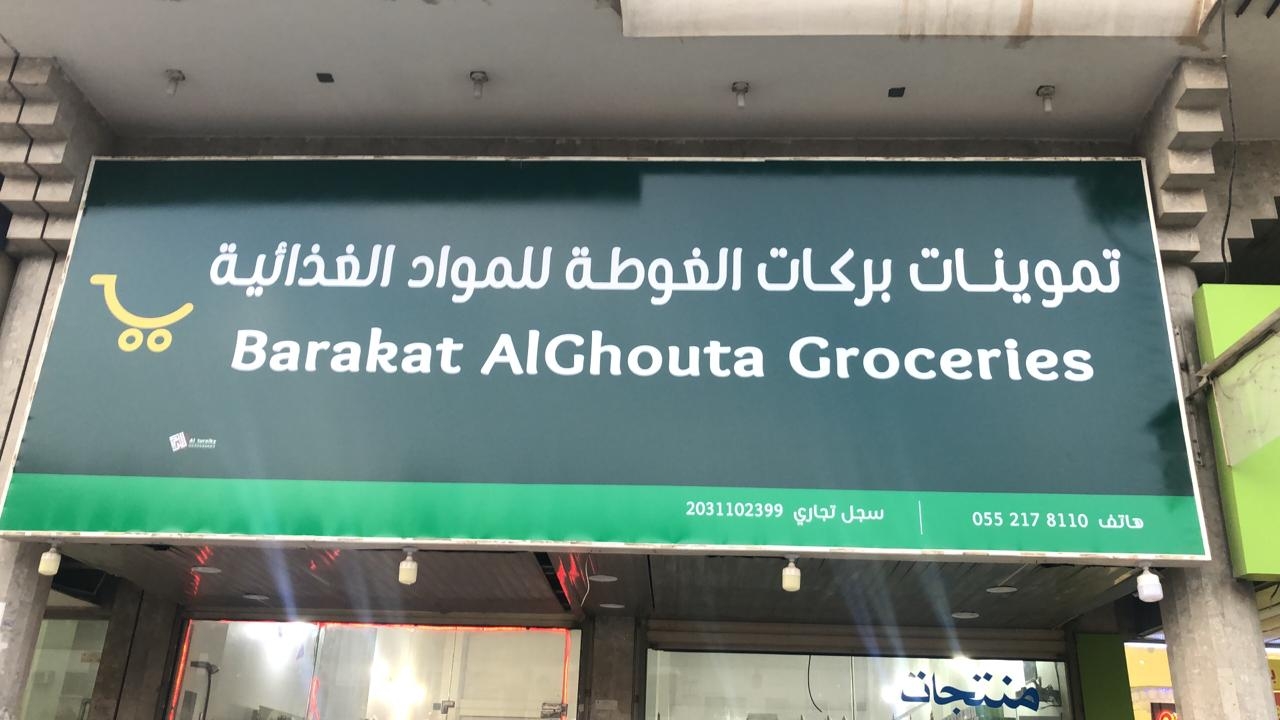 تموينات بركات الغوطة للمواد الغذائية
Barakat AlGhouta Groceries
هاتف 055 217 8110
سجل تجاري 2031102399
منتجات